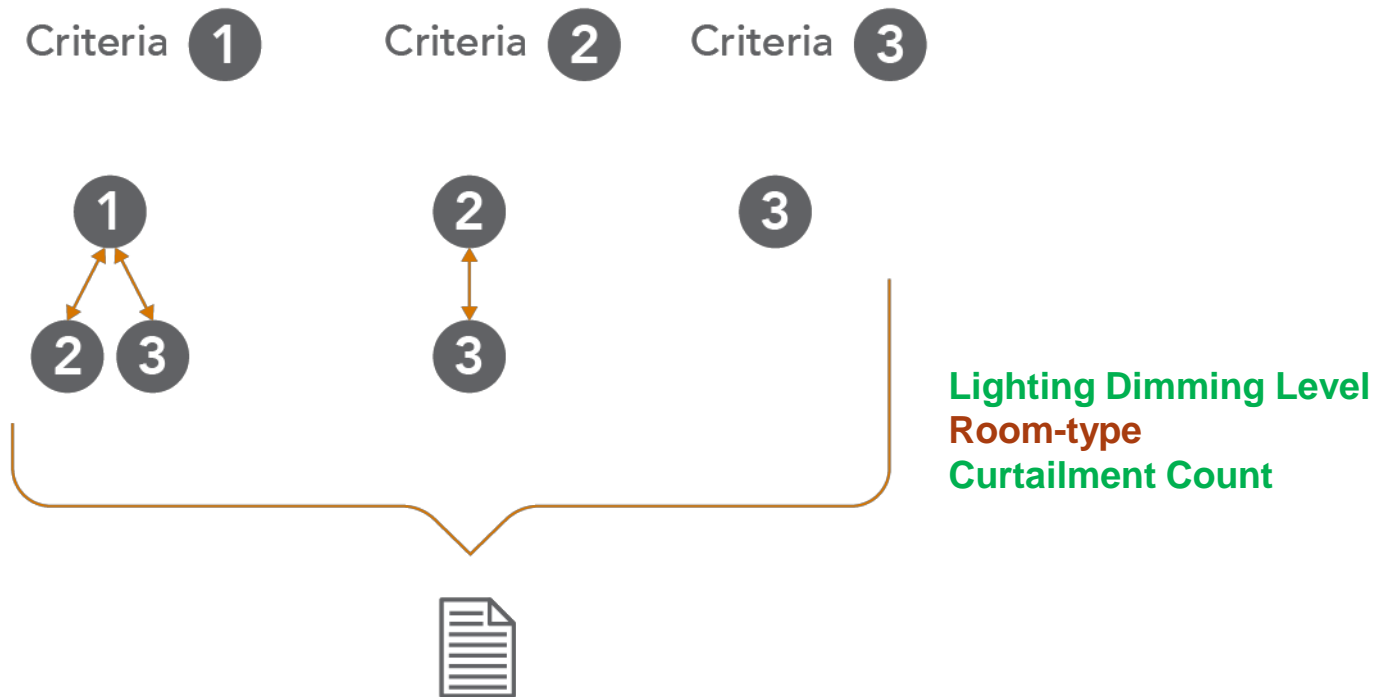 Criteria 1 Criteria 2 Criteria 3
1 2 3
2 3 3
Lighting Dimming Level
Room-type
Curtailment Count